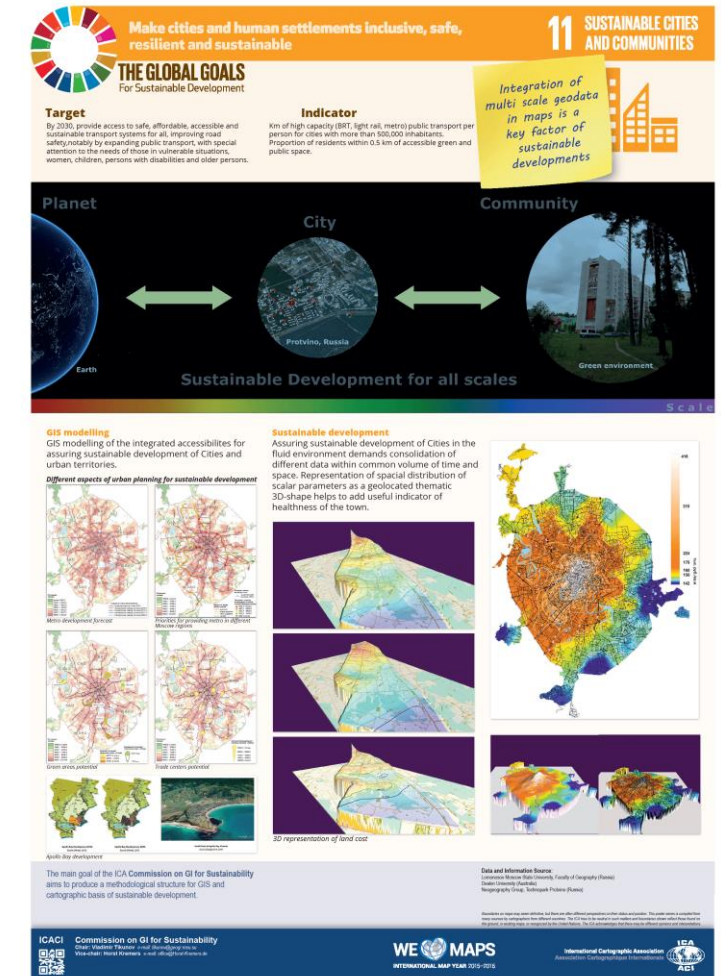 Make cities and human settlements inclusive, safe,
resilient and sustainable
11 SUSTAINABLE CITIES
AND COMMUNITIES
THE GLOBAL GOALS
For Sustainable Development
Integration of
multi scale geodata
in maps is a
key factor of
sustainable
developments
Target
By 2030, provide access to safe, affordable, accessible and
sustainable transport systems for all, improving road
safety,notably by expanding public transport, with special
attention to the needs of those in vulnerable situations,
women, children, persons with disabilities and older persons.
Indicator
Km of high capacity (BRT, light rail, metro) public transport per
person for cities with more than 500,000 inhabitants.
Proportion of residents within 0.5 km of accessible green and
public space.
Planet
City
Community
Protvino, Russia
Earth
Green environment
Sustainable Development for all scales
Scale
GIS modelling
GIS modelling of the integrated accessibilites for
assuring sustainable development of Cities and
urban territories.
Different aspects of urban planning for sustainable development
Metro development forecast
Priorities for providing metro in different
Moscow regions
Green areas potential
Trade centers potential
Apollo Bay development
Sustainable development
Assuring sustainable development of Cities in the
fluid environment demands consolidation of
different data within common volume of time and
space. Representation of spacial distribution of
scalar parameters as a geolocated thematic
3D-shape helps to add useful indicator of
healthness of the town.
3D representation of land cost
The main goal of the ICA Commission on GI for Sustainability
aims to produce a methodological structure for GIS and
cartographic basis of sustainable development.
Data and Information Source:
Lomonosov Moscow State University, Faculty of Geography (Russia)
Deakin University (Australia)
Neogeography Group, Technopark Protvino (Russia)
ICACI
Commission on GI for Sustainability
Chair: Vladimir Tikunov
Vice-chair: Horst Kremers
WE MAPS
INTERNATIONAL MAP YEAR 2015-2016
International Cartographic Association
Association Cartographique Internationale
ICA
ACI